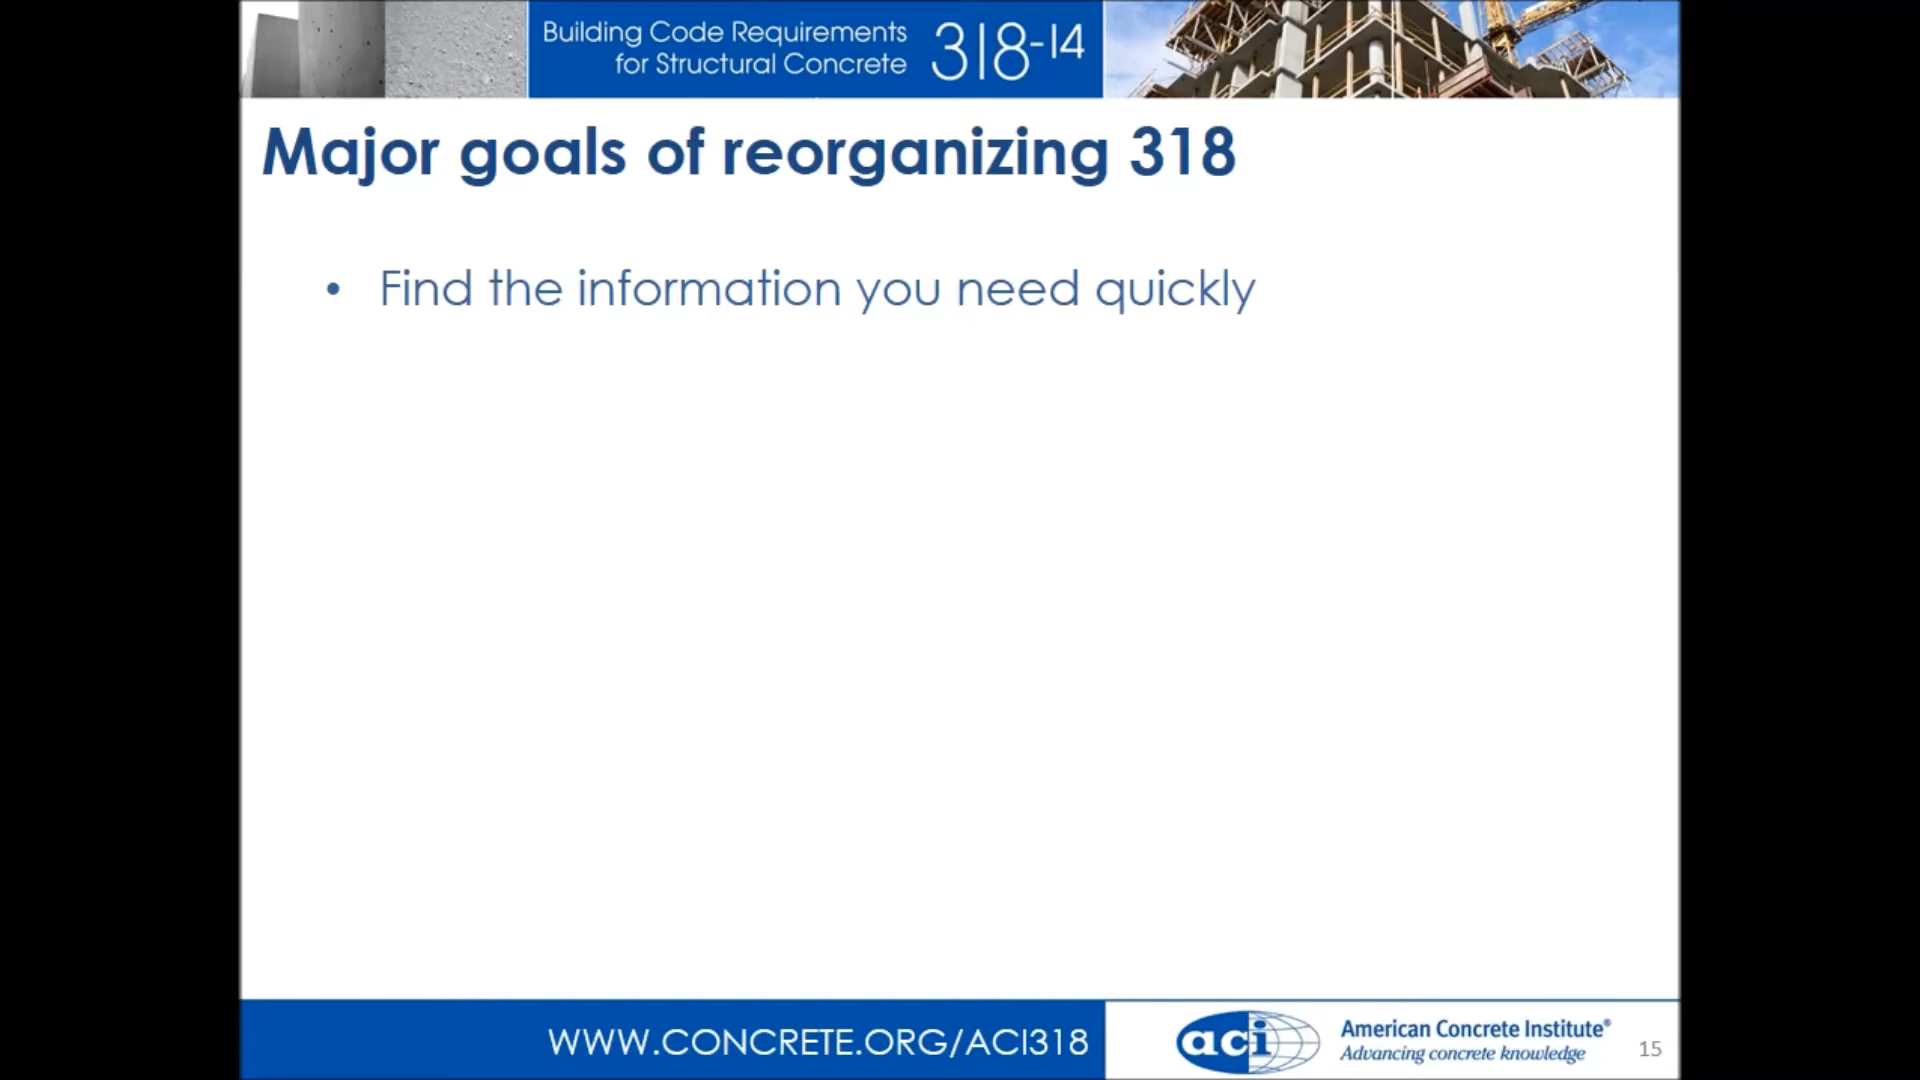 Building Code Requirements
for Structural Concrete
318-14
Major goals of reorganizing 318
• Find the information you need quickly
WWW.CONCRETE.ORG/ACI318
aci
American Concrete Institute®
Advancing concrete knowledge
15